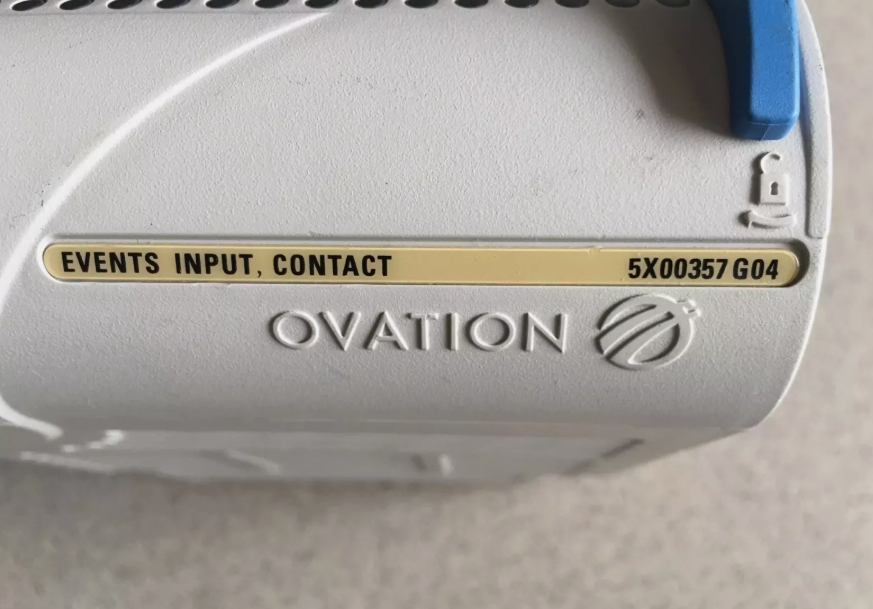 EVENTS INPUT, CONTACT 5X00357G04
OVATION